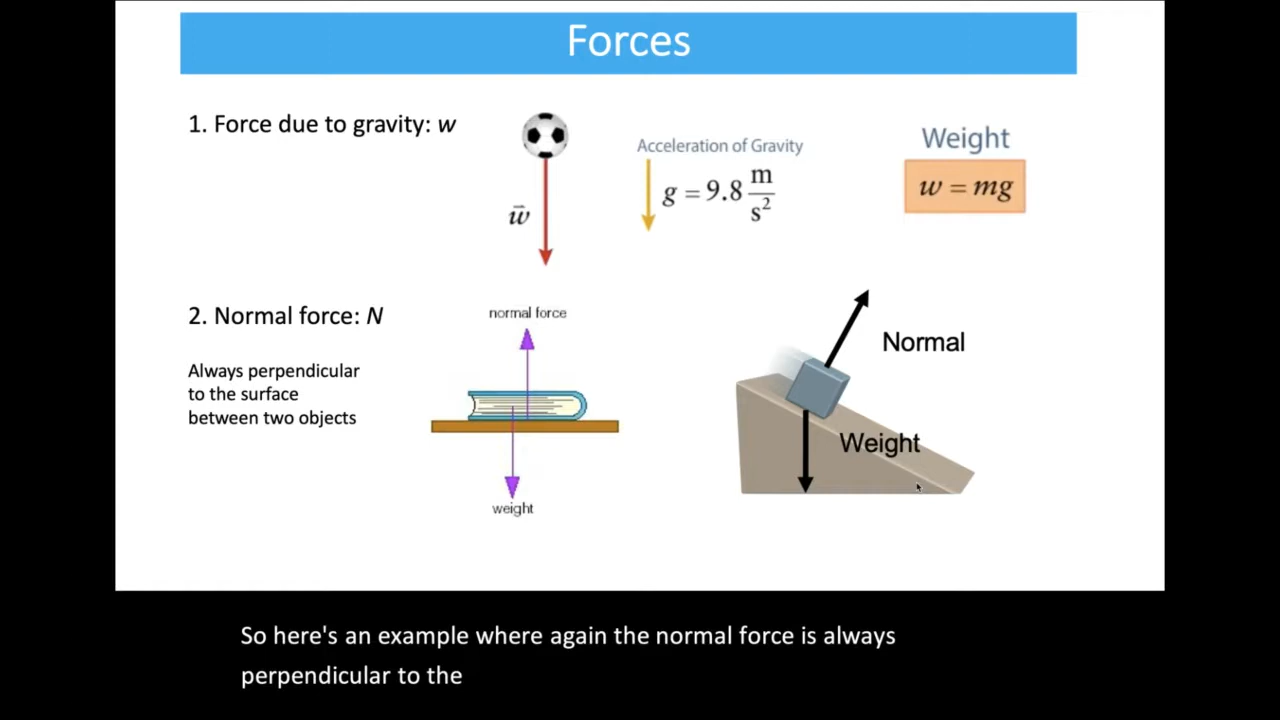 Forces
1. Force due to gravity: w
w⃗
Acceleration of Gravity
g = 9.8 m/s²
Weight
w = mg
2. Normal force: N
Always perpendicular
to the surface
between two objects
normal force
weight
Normal
Weight
So here's an example where again the normal force is always
perpendicular to the